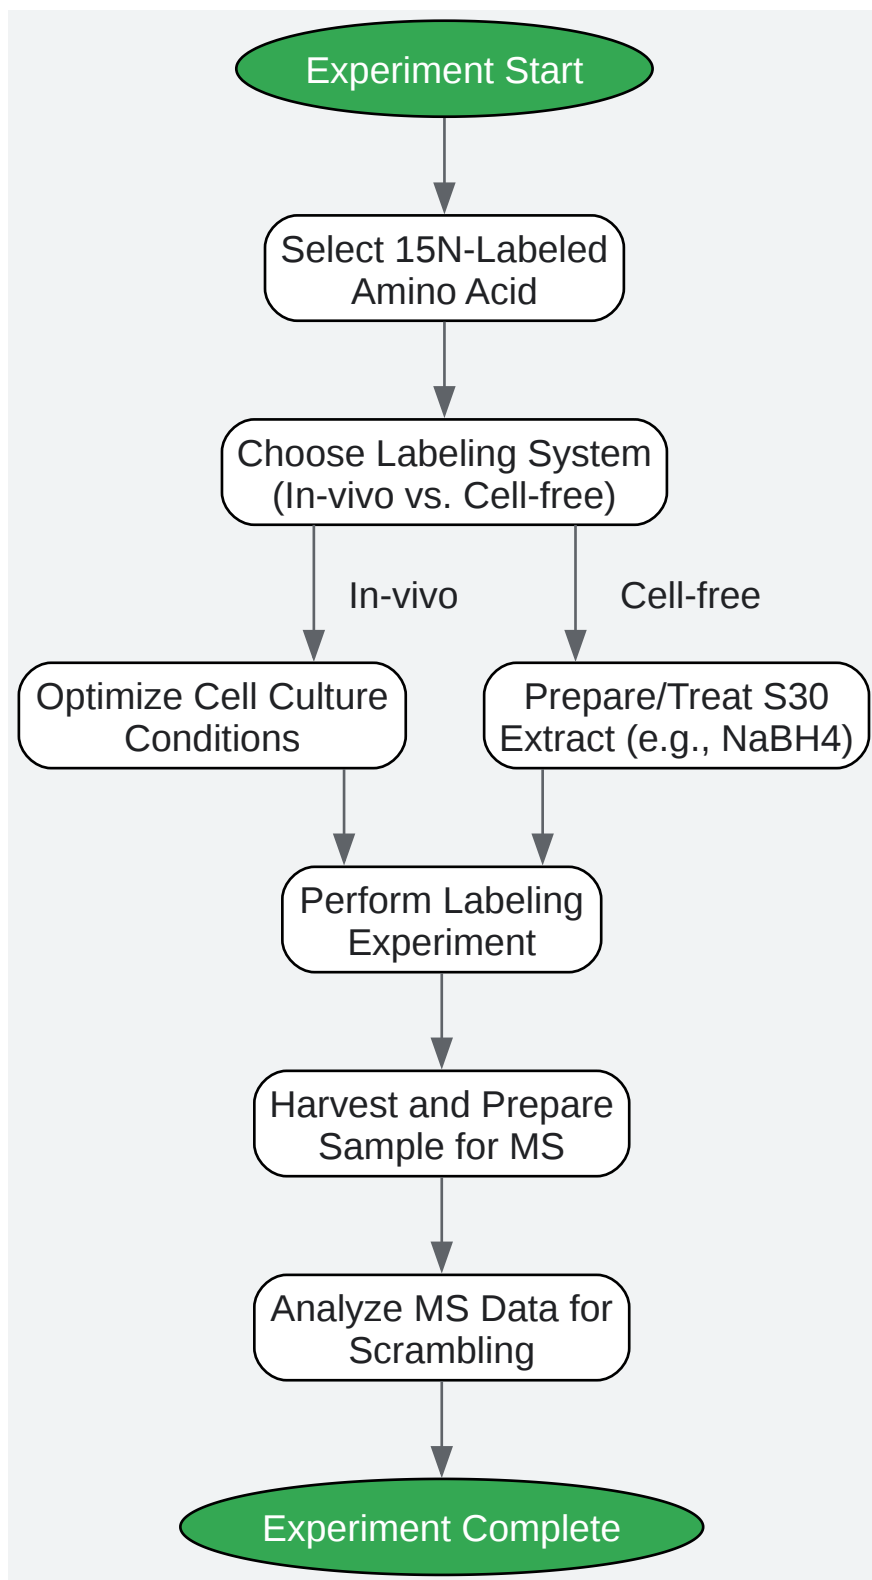 Experiment Start
Select 15N-Labeled
Amino Acid
Choose Labeling System
(In-vivo vs. Cell-free)
In-vivo
Cell-free
Optimize Cell Culture
Conditions
Prepare/Treat S30
Extract (e.g., NaBH4)
Perform Labeling
Experiment
Harvest and Prepare
Sample for MS
Analyze MS Data for
Scrambling
Experiment Complete